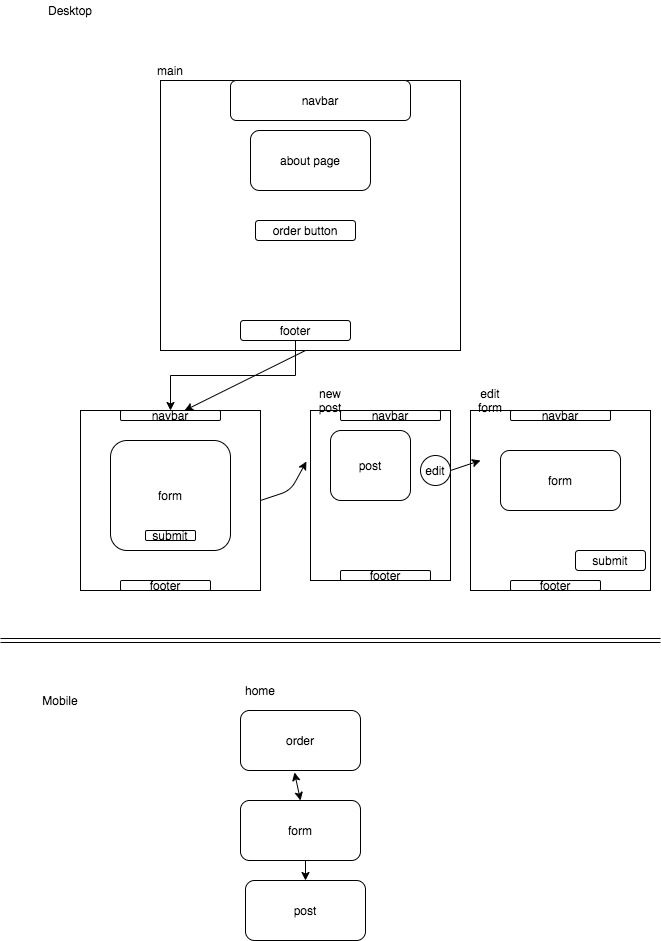 Desktop
main
navbar
about page
order button
footer
navbar
form
submit
footer
new
post
navbar
post
edit
footer
edit
form
navbar
form
submit
footer
Mobile
home
order
form
post